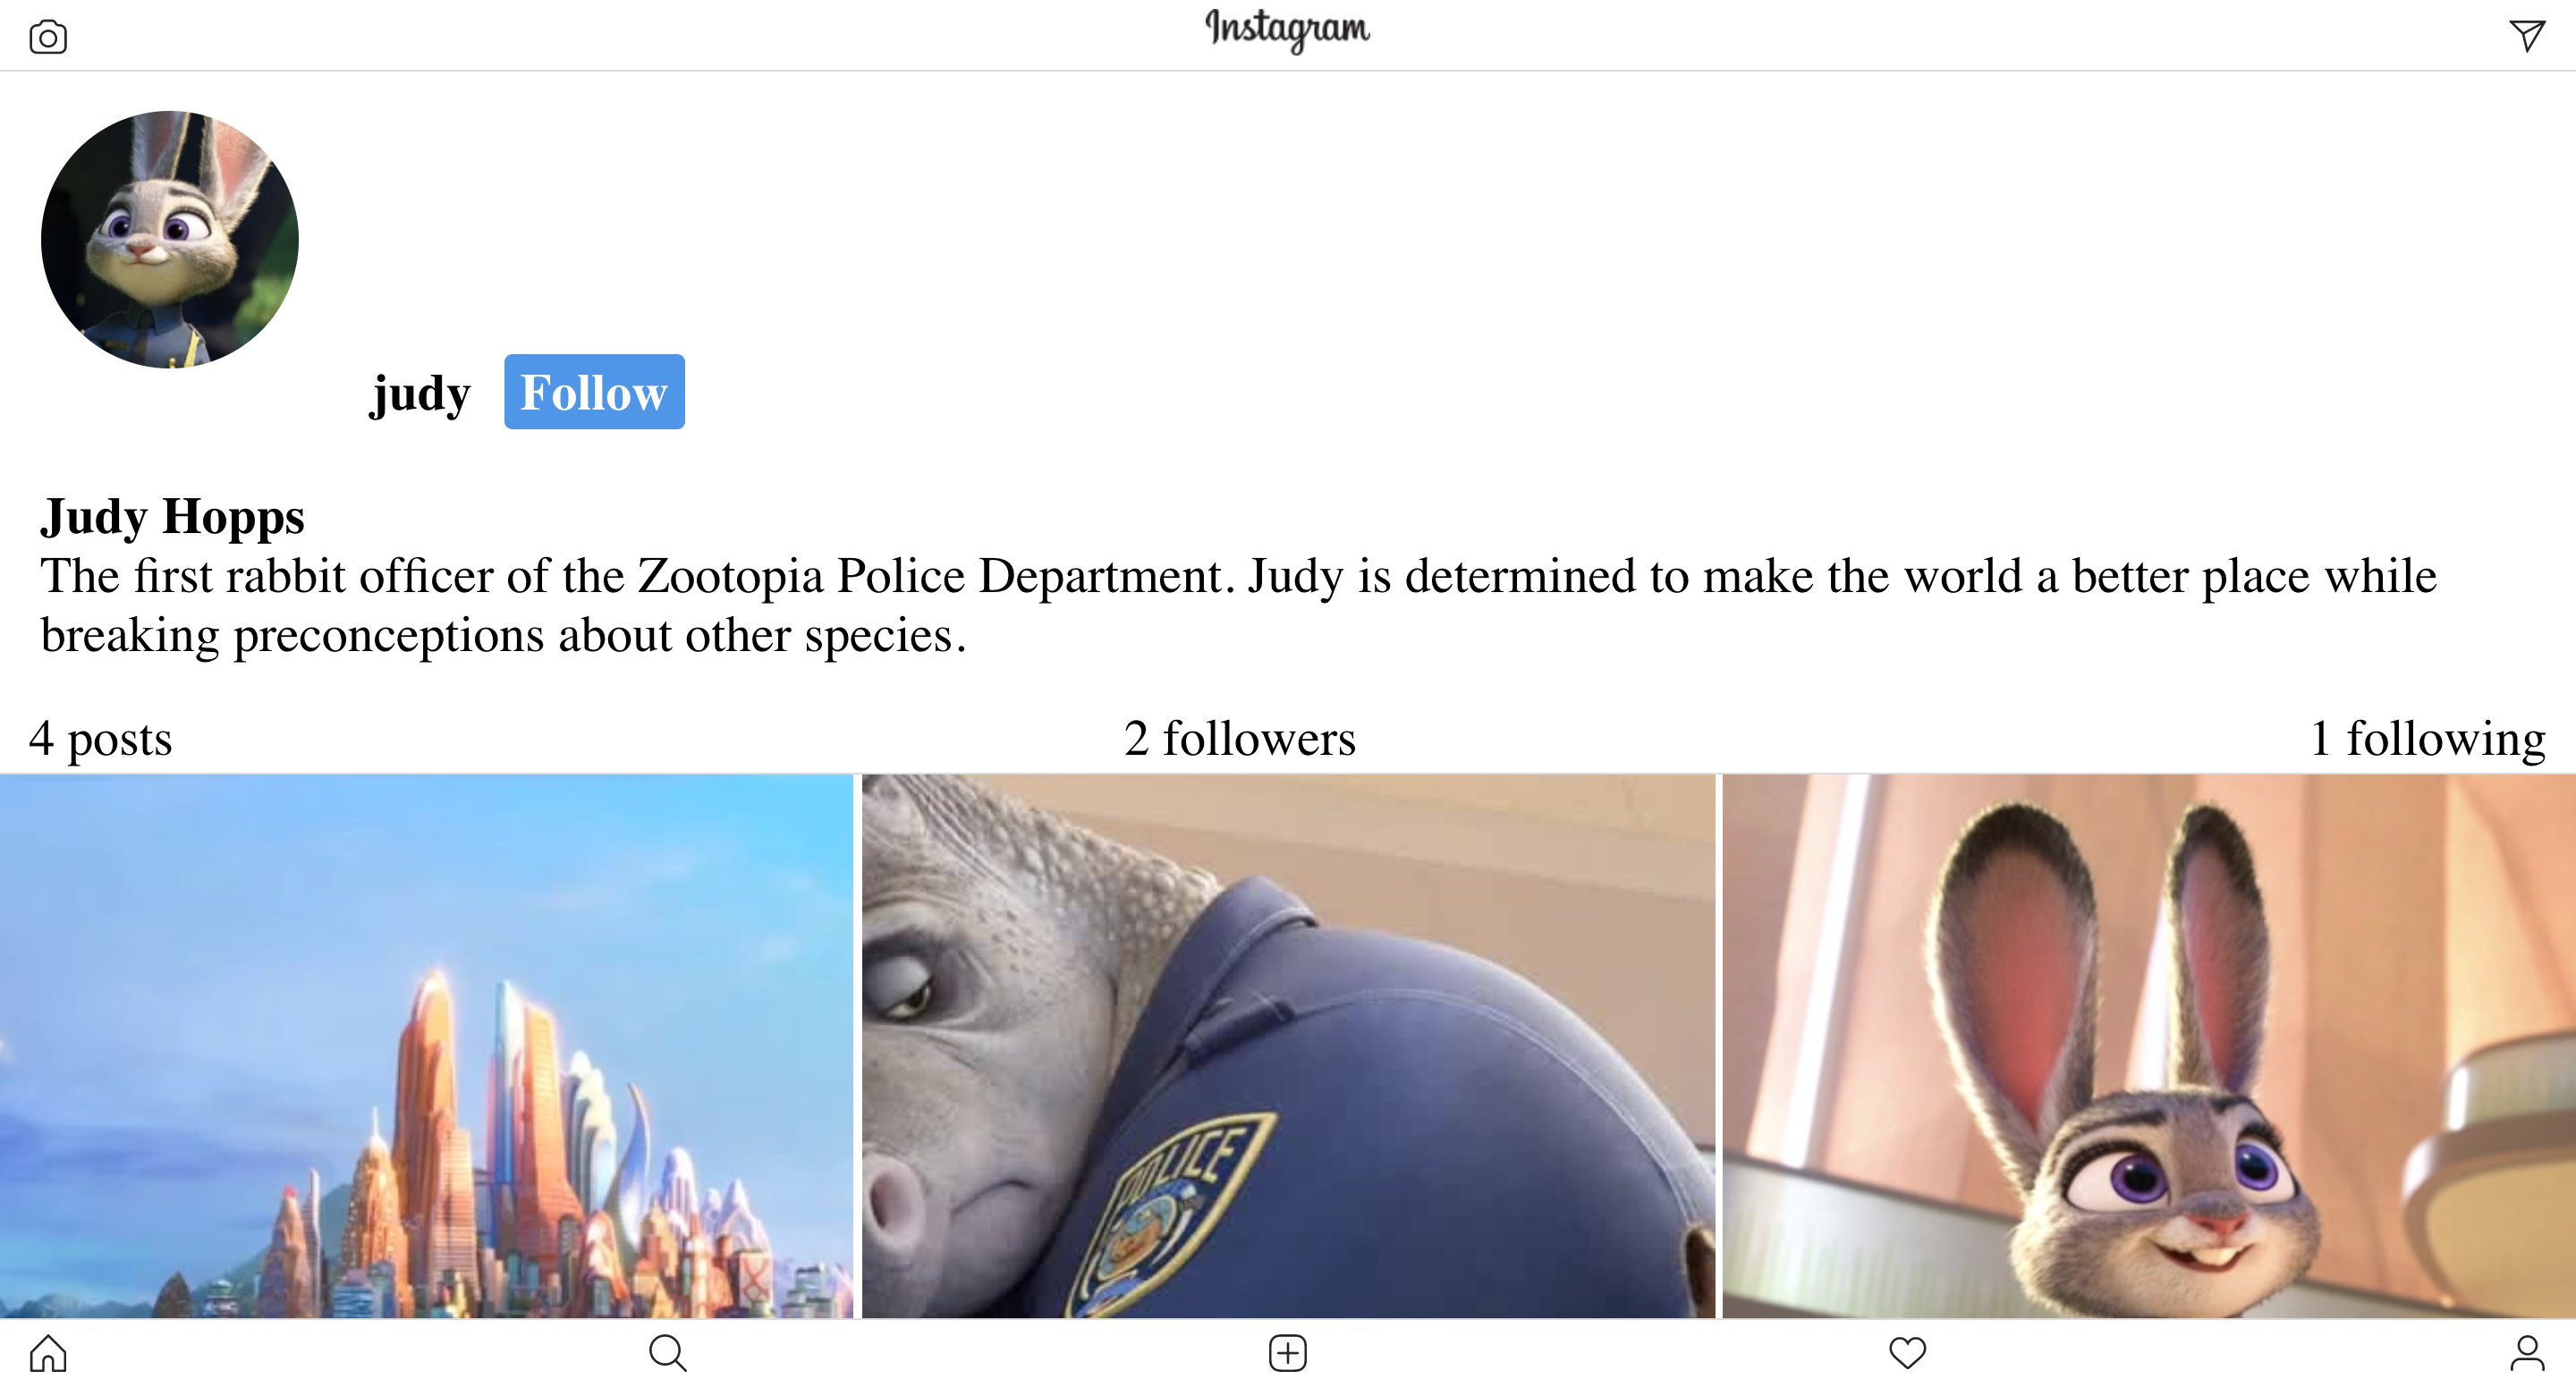 Instagram
judy Follow
Judy Hopps
The first rabbit officer of the Zootopia Police Department. Judy is determined to make the world a better place while
breaking preconceptions about other species.
4 posts 2 followers 1 following
POLICE